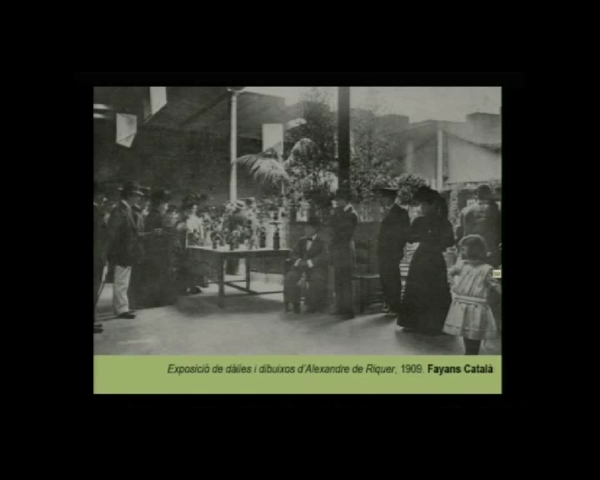 Exposició de dàlies i dibuixos d'Alexandre de Riquer, 1909. Fayans Català